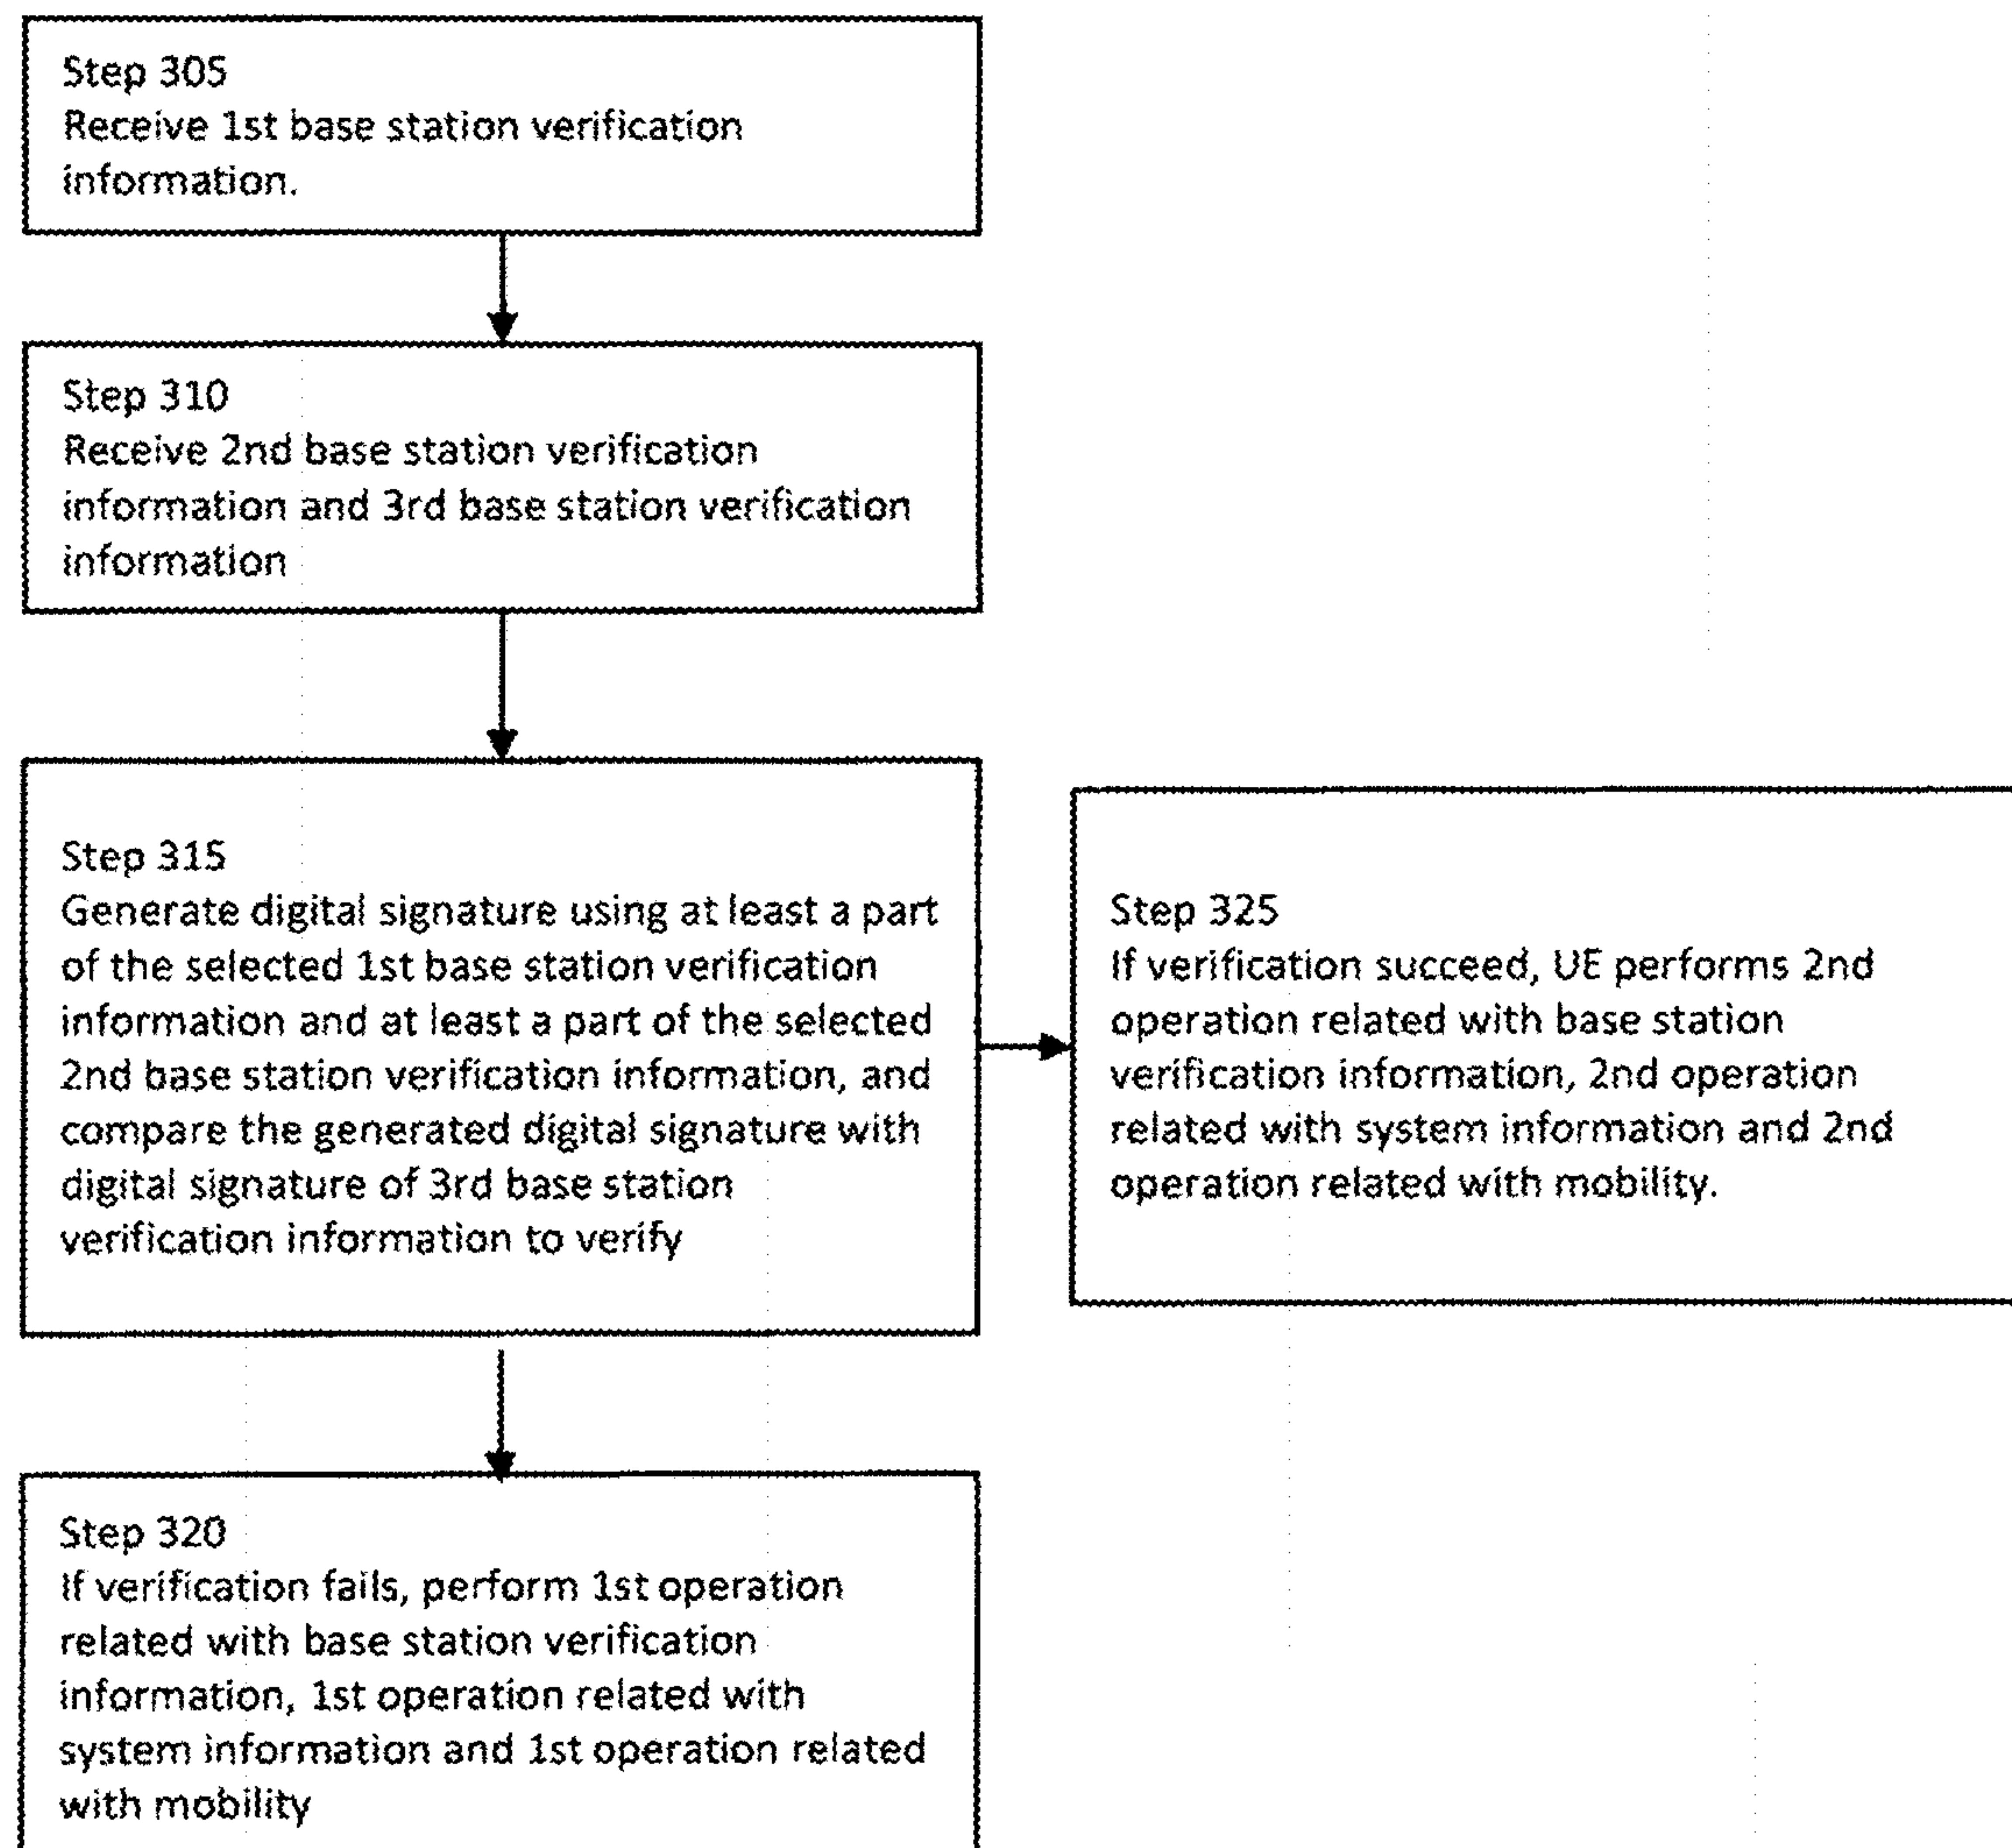 Step 305
Receive 1st base station verification
information.
Step 310
Receive 2nd base station verification
information and 3rd base station verification
information
Step 315
Generate digital signature using at least a part
of the selected 1st base station verification
information and at least a part of the selected
2nd base station verification information, and
compare the generated digital signature with
digital signature of 3rd base station
verification information to verify
Step 325
If verification succeed, UE performs 2nd
operation related with base station
verification information, 2nd operation
related with system information and 2nd
operation related with mobility.
Step 320
If verification fails, perform 1st operation
related with base station verification
information, 1st operation related with
system information and 1st operation related
with mobility